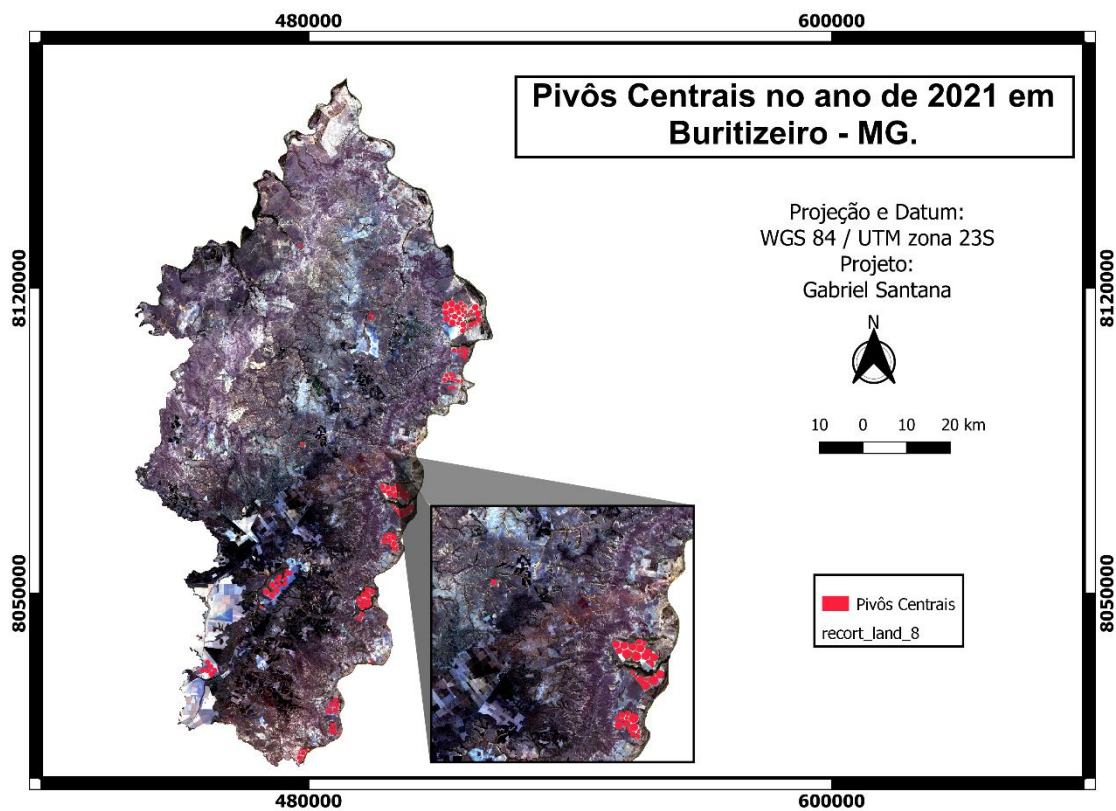 480000
600000
Pivôs Centrais no ano de 2021 em
Buritizeiro - MG.
Projeção e Datum:
WGS 84 / UTM zona 23S
Projeto:
Gabriel Santana
8120000
8120000
N
10 0 10 20 km
8050000
8050000
Pivôs Centrais
recort_land_8
480000
600000